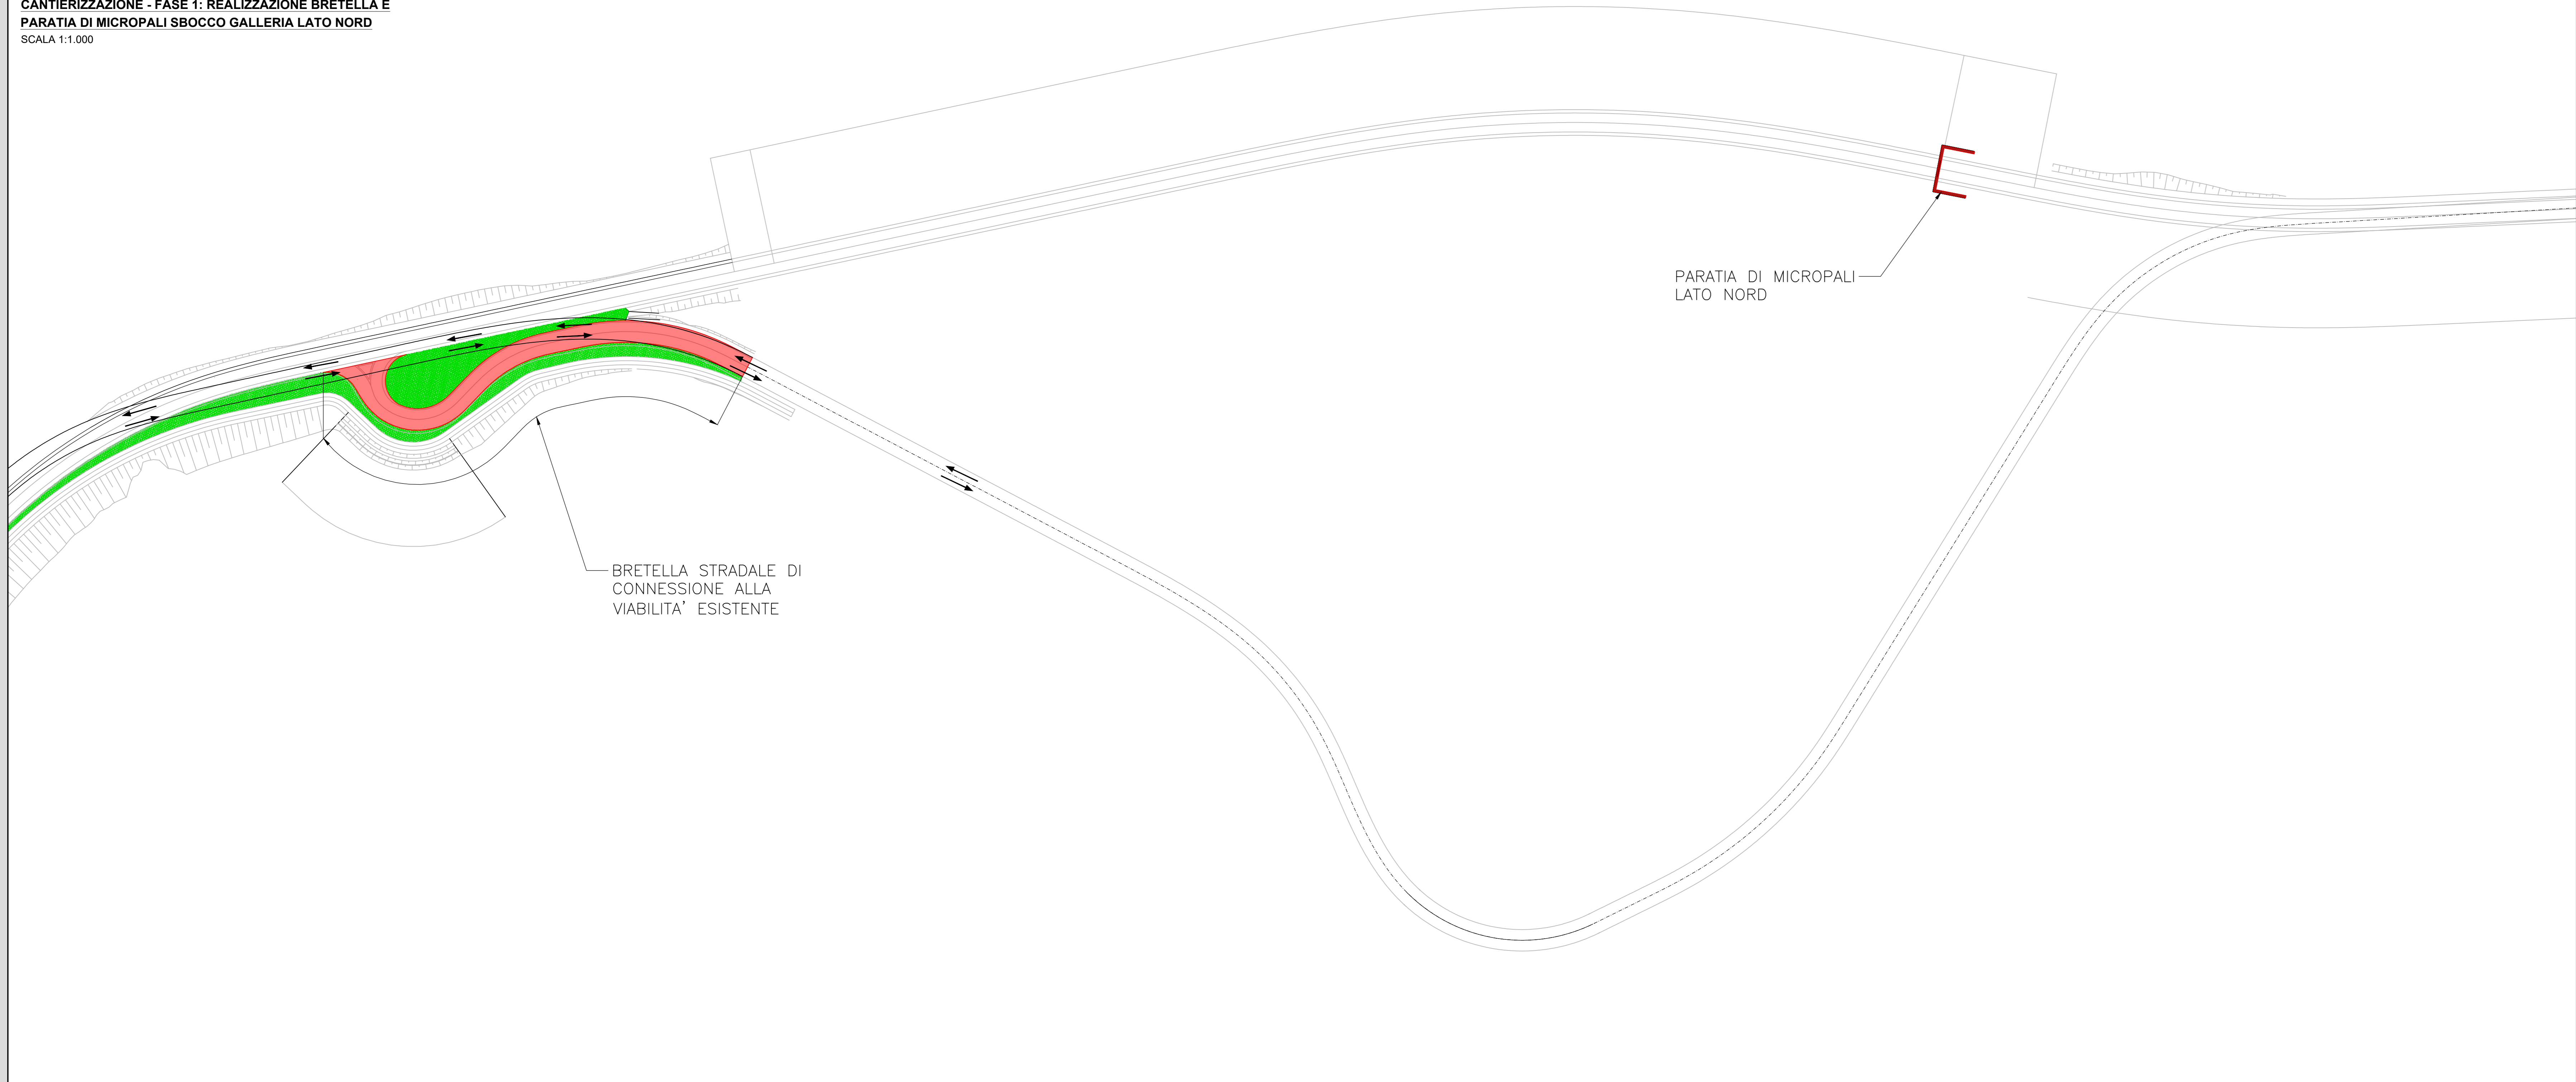 CANTIERIZZAZIONE - FASE 1: REALIZZAZIONE BRETELLA E
PARATIA DI MICROPALI SBOCCO GALLERIA LATO NORD
SCALA 1:1.000
PARATIA DI MICROPALI
LATO NORD
BRETELLA STRADALE DI
CONNESSIONE ALLA
VIABILITA' ESISTENTE